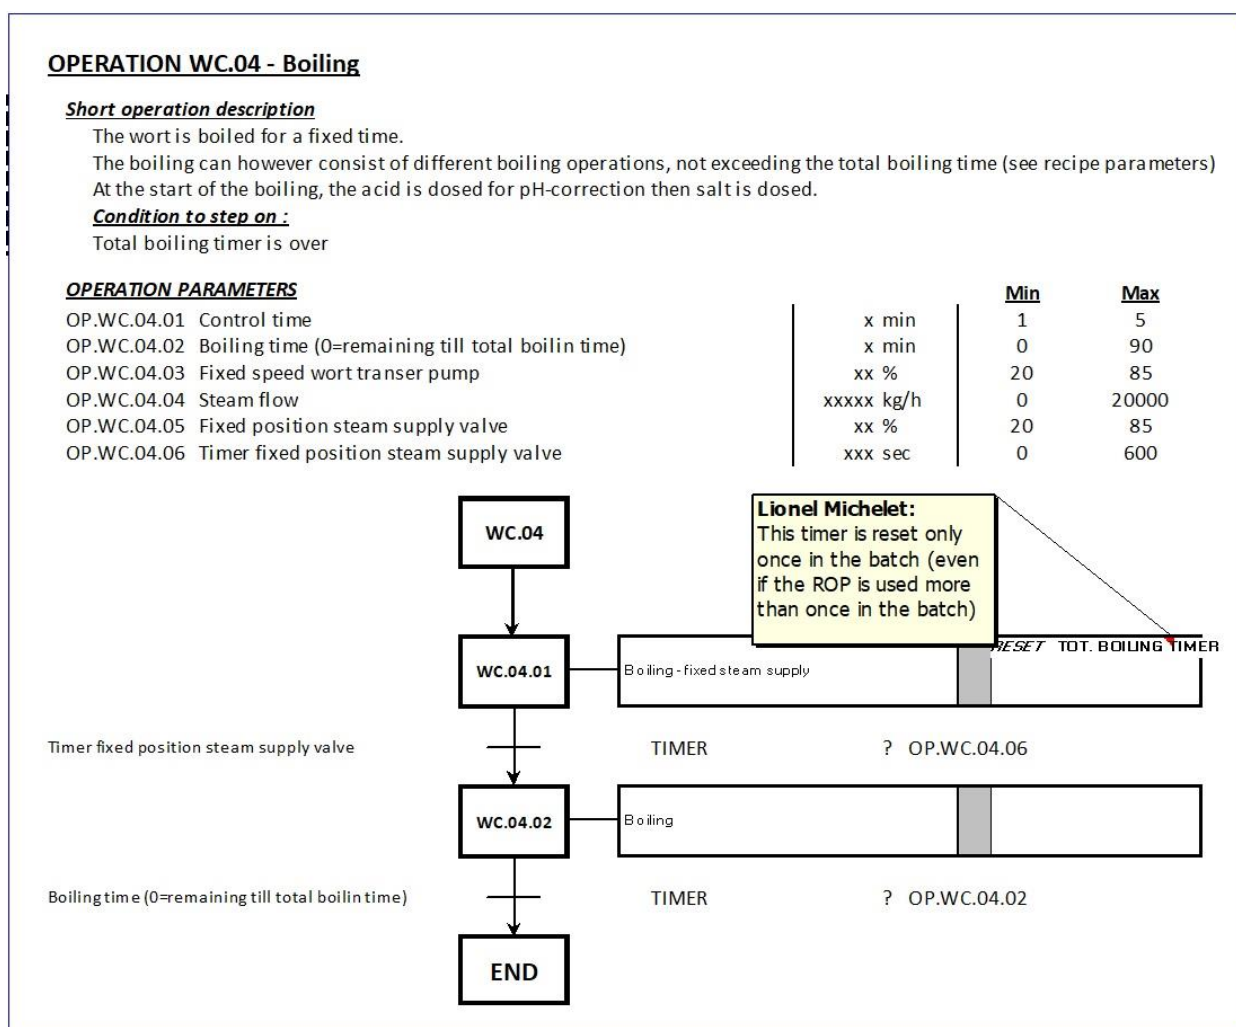 OPERATION WC.04 - Boiling
Short operation description
The wort is boiled for a fixed time.
The boiling can however consist of different boiling operations, not exceeding the total boiling time (see recipe parameters)
At the start of the boiling, the acid is dosed for pH-correction then salt is dosed.
Condition to step on :
Total boiling timer is over
OPERATION PARAMETERS Min Max
OP.WC.04.01 Control time x min 1 5
OP.WC.04.02 Boiling time (0=remaining till total boilin time) x min 0 90
OP.WC.04.03 Fixed speed wort transer pump xx % 20 85
OP.WC.04.04 Steam flow xxxxx kg/h 0 20000
OP.WC.04.05 Fixed position steam supply valve xx % 20 85
OP.WC.04.06 Timer fixed position steam supply valve xxx sec 0 600
WC.04
Lionel Michelet:
This timer is reset only
once in the batch (even
if the ROP is used more
than once in the batch)
WC.04.01 Boiling - fixed steam supply RESET TOT. BOILING TIMER
Timer fixed position steam supply valve TIMER ? OP.WC.04.06
WC.04.02 Boiling
Boiling time (0=remaining till total boilin time) TIMER ? OP.WC.04.02
END